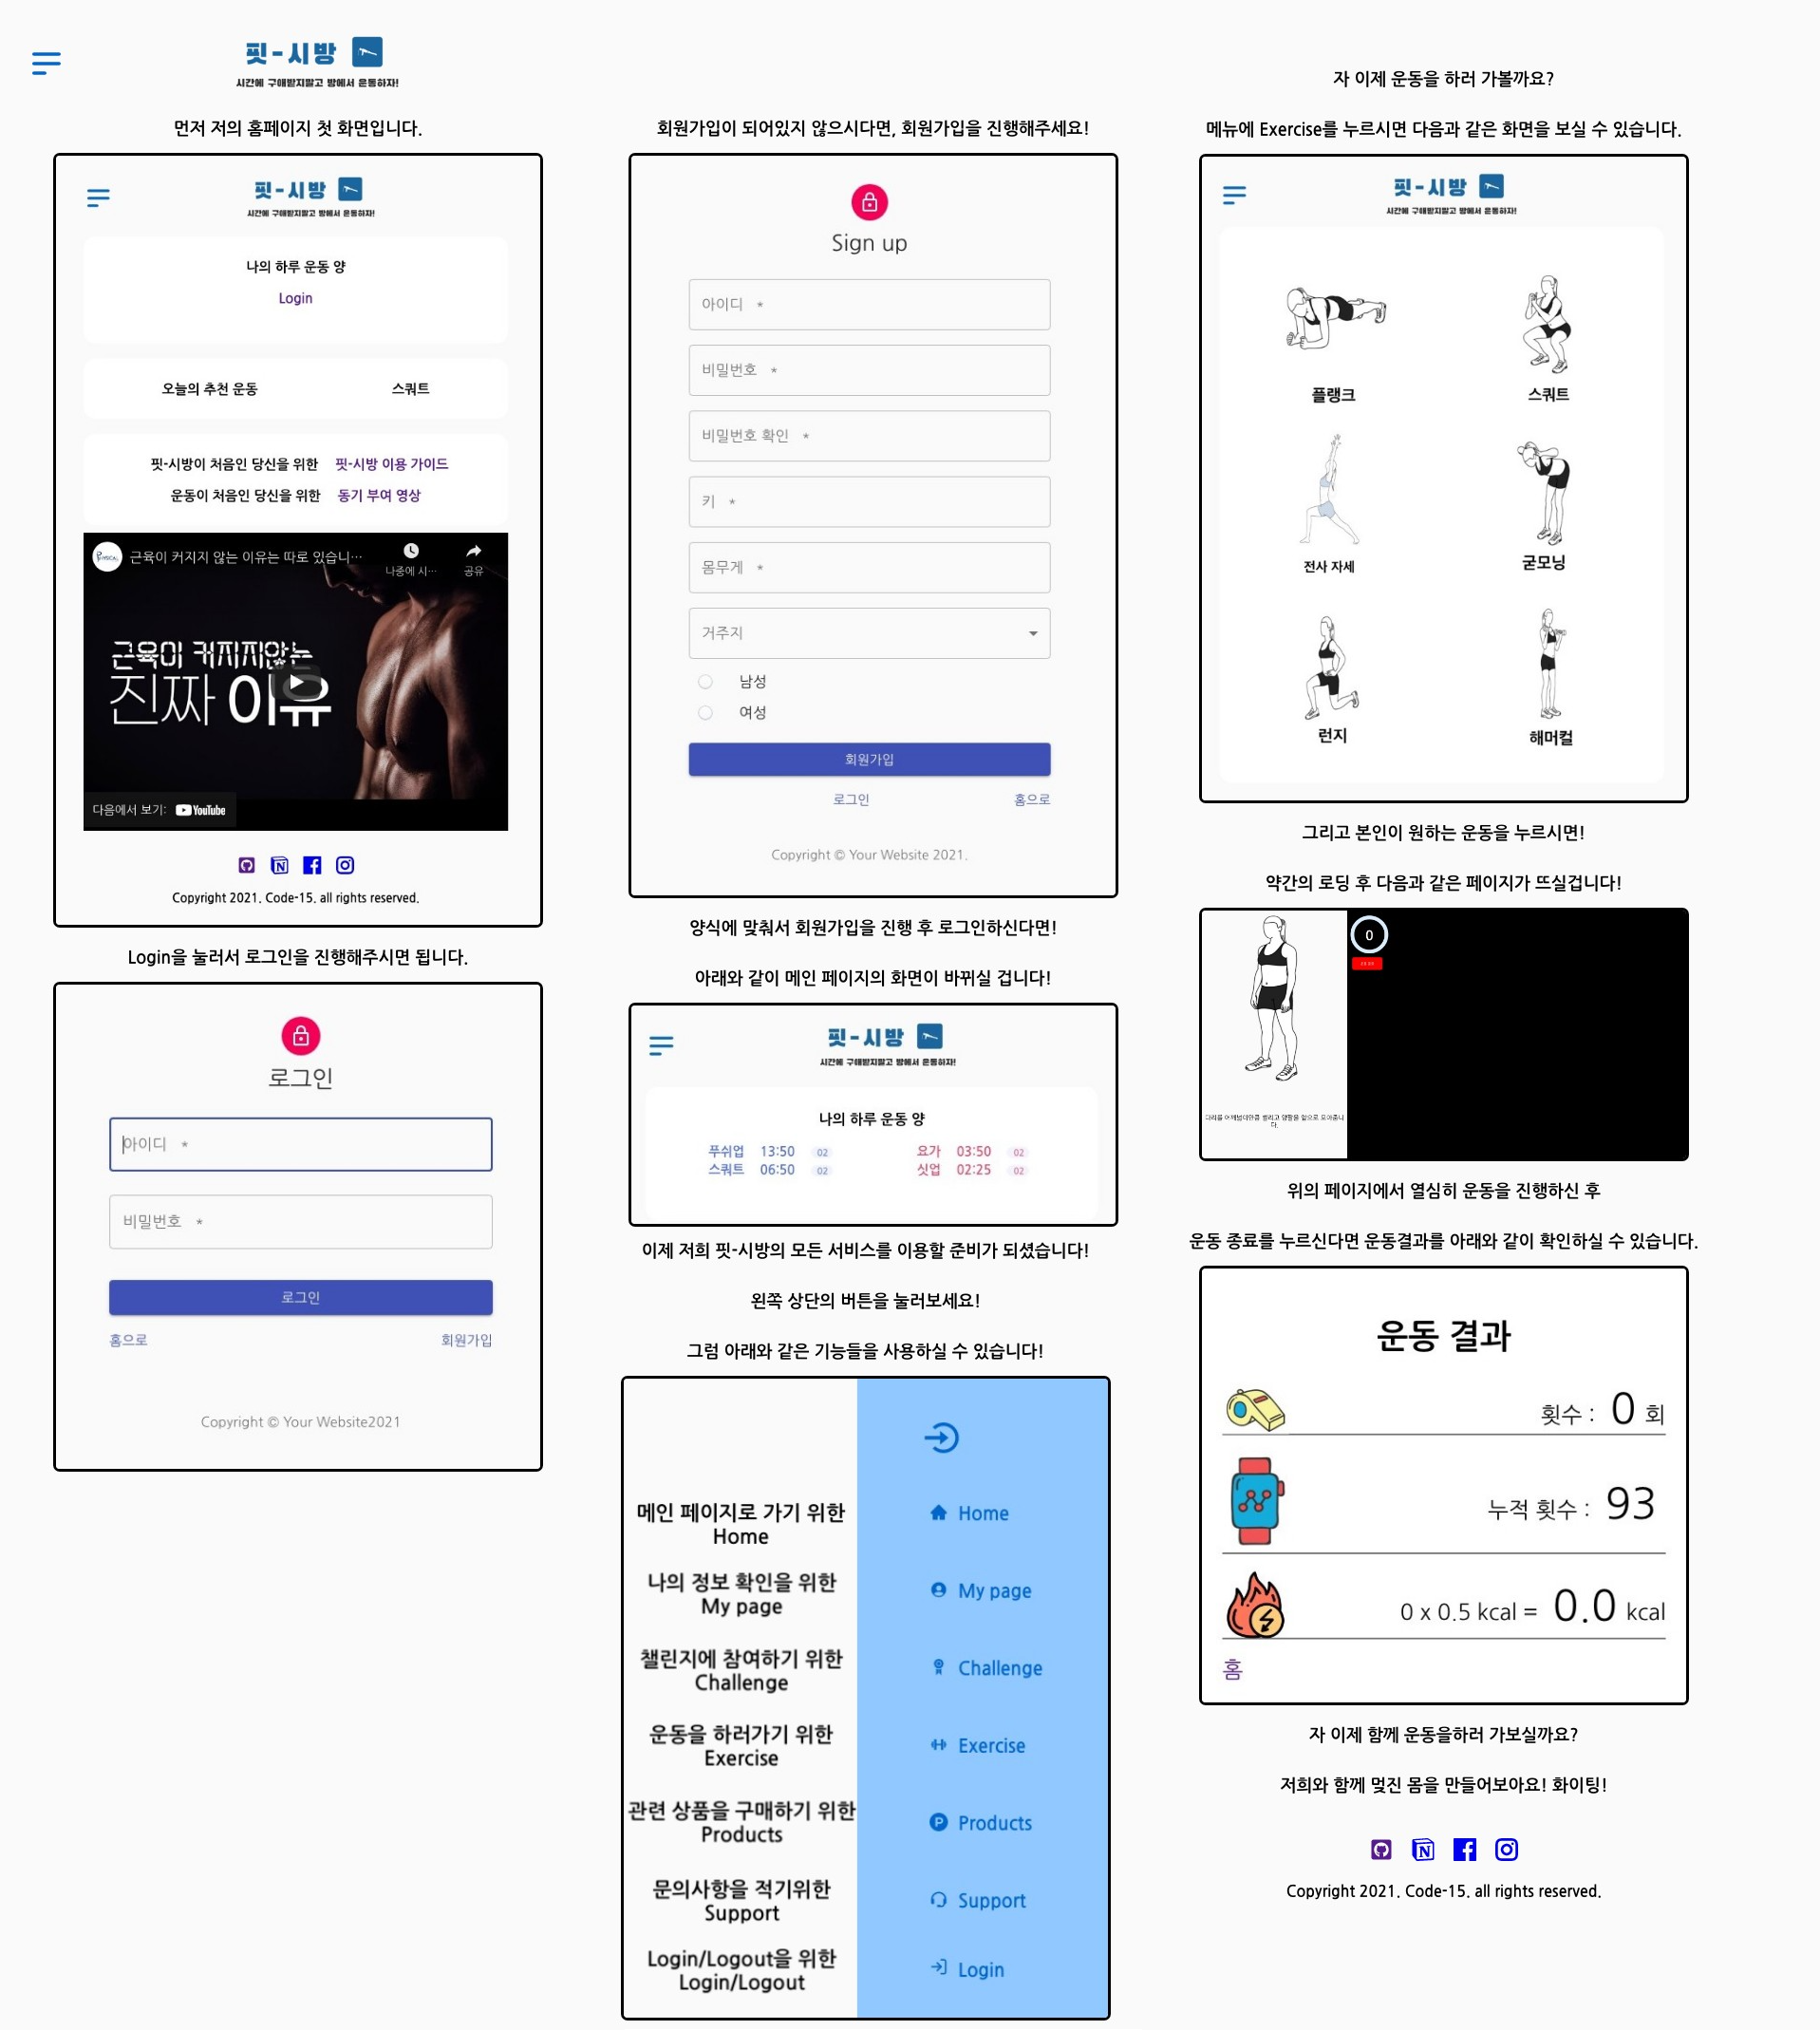 핏-시방
시간에 구애받지말고 방에서 운동하자!
먼저 저의 홈페이지 첫 화면입니다.
핏-시방
시간에 구애받지말고 방에서 운동하자!
나의 하루 운동 양
Login
오늘의 추천 운동 스쿼트
핏-시방이 처음인 당신을 위한 핏-시방 이용 가이드
운동이 처음인 당신을 위한 동기 부여 영상
PHYSICAL 근육이 커지지 않는 이유는 따로 있습니…
나중에 시… 공유
근육이 커지지않는
진짜 이유
다음에서 보기: YouTube
Copyright 2021. Code-15. all rights reserved.
Login을 눌러서 로그인을 진행해주시면 됩니다.
로그인
아이디 *
비밀번호 *
로그인
홈으로 회원가입
Copyright © Your Website2021
회원가입이 되어있지 않으시다면, 회원가입을 진행해주세요!
Sign up
아이디 *
비밀번호 *
비밀번호 확인 *
키 *
몸무게 *
거주지
남성
여성
회원가입
로그인 홈으로
Copyright © Your Website 2021.
양식에 맞춰서 회원가입을 진행 후 로그인하신다면!
아래와 같이 메인 페이지의 화면이 바뀌실 겁니다!
핏-시방
시간에 구애받지말고 방에서 운동하자!
나의 하루 운동 양
푸쉬업 13:50 02 요가 03:50 02
스쿼트 06:50 02 싯업 02:25 02
이제 저희 핏-시방의 모든 서비스를 이용할 준비가 되셨습니다!
왼쪽 상단의 버튼을 눌러보세요!
그럼 아래와 같은 기능들을 사용하실 수 있습니다!
메인 페이지로 가기 위한
Home
Home
나의 정보 확인을 위한
My page
My page
챌린지에 참여하기 위한
Challenge
Challenge
운동을 하러가기 위한
Exercise
Exercise
관련 상품을 구매하기 위한
Products
Products
문의사항을 적기위한
Support
Support
Login/Logout을 위한
Login/Logout
Login
자 이제 운동을 하러 가볼까요?
메뉴에 Exercise를 누르시면 다음과 같은 화면을 보실 수 있습니다.
핏-시방
시간에 구애받지말고 방에서 운동하자!
플랭크 스쿼트
전사 자세 굳모닝
런지 해머컬
그리고 본인이 원하는 운동을 누르시면!
약간의 로딩 후 다음과 같은 페이지가 뜨실겁니다!
0
다리를 어깨넓이만큼 벌리고 양팔을 앞으로 모아줍니
다.
위의 페이지에서 열심히 운동을 진행하신 후
운동 종료를 누르신다면 운동결과를 아래와 같이 확인하실 수 있습니다.
운동 결과
횟수 : 0 회
누적 횟수 : 93
0 x 0.5 kcal = 0.0 kcal
홈
자 이제 함께 운동을하러 가보실까요?
저희와 함께 멋진 몸을 만들어보아요! 화이팅!
Copyright 2021. Code-15. all rights reserved.